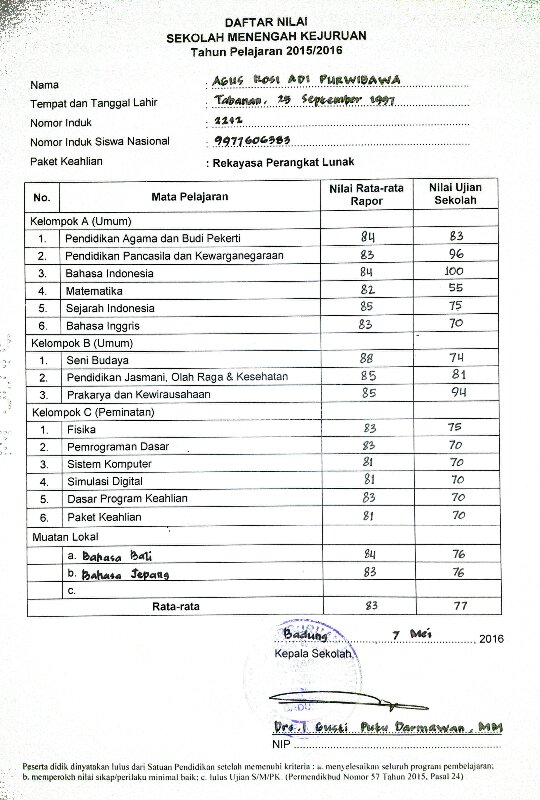 DAFTAR NILAI
SEKOLAH MENENGAH KEJURUAN
Tahun Pelajaran 2015/2016
Nama : AGUS ROSI ADI PURWIBAWA
Tempat dan Tanggal Lahir : Tabanan, 25 September 1997
Nomor Induk : 2212
Nomor Induk Siswa Nasional : 9977606383
Paket Keahlian : Rekayasa Perangkat Lunak
No. Mata Pelajaran Nilai Rata-rata Rapor Nilai Ujian Sekolah
Kelompok A (Umum)
1. Pendidikan Agama dan Budi Pekerti 84 83
2. Pendidikan Pancasila dan Kewarganegaraan 83 96
3. Bahasa Indonesia 84 100
4. Matematika 82 55
5. Sejarah Indonesia 85 75
6. Bahasa Inggris 83 70
Kelompok B (Umum)
1. Seni Budaya 88 74
2. Pendidikan Jasmani, Olah Raga & Kesehatan 85 81
3. Prakarya dan Kewirausahaan 85 94
Kelompok C (Peminatan)
1. Fisika 83 75
2. Pemrograman Dasar 83 70
3. Sistem Komputer 81 70
4. Simulasi Digital 81 70
5. Dasar Program Keahlian 83 70
6. Paket Keahlian 81 70
Muatan Lokal
a. Bahasa Bali 84 76
b. Bahasa Jepang 83 76
c.
Rata-rata 83 77
Badung, 7 Mei, 2016
Kepala Sekolah,
Drs. I Gusti Putu Darmawan, MM
NIP
Peserta didik dinyatakan lulus dari Satuan Pendidikan setelah memenuhi kriteria : a. menyelesaikan seluruh program pembelajaran;
b. memperoleh nilai sikap/perilaku minimal baik; c. lulus Ujian S/M/PK. (Permendikbud Nomor 57 Tahun 2015, Pasal 24)